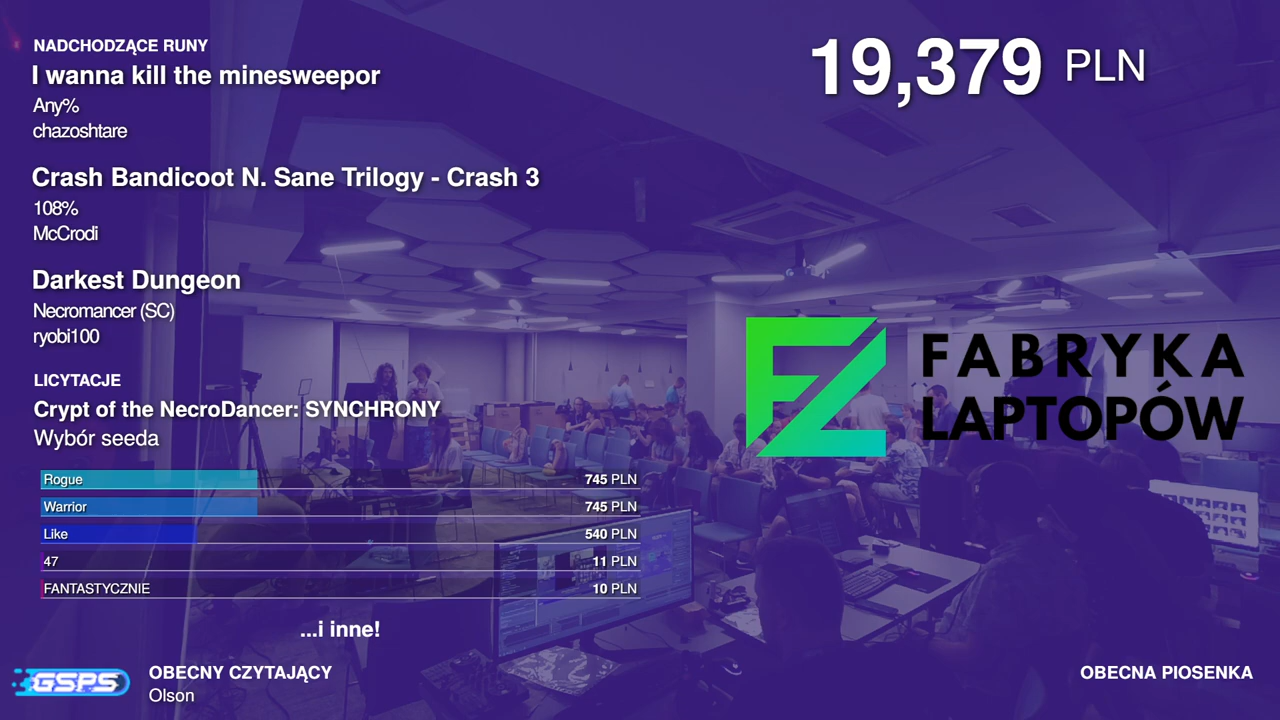 NADCHODZĄCE RUNY
I wanna kill the minesweepor
Any%
chazoshtare
Crash Bandicoot N. Sane Trilogy - Crash 3
108%
McCrodi
Darkest Dungeon
Necromancer (SC)
ryobi100
LICYTACJE
Crypt of the NecroDancer: SYNCHRONY
Wybór seeda
Rogue 745 PLN
Warrior 745 PLN
Like 540 PLN
47 11 PLN
FANTASTYCZNIE 10 PLN
...i inne!
GSPS
OBECNY CZYTAJĄCY
Olson
19,379 PLN
FABRYKA
LAPTOPÓW
OBECNA PIOSENKA